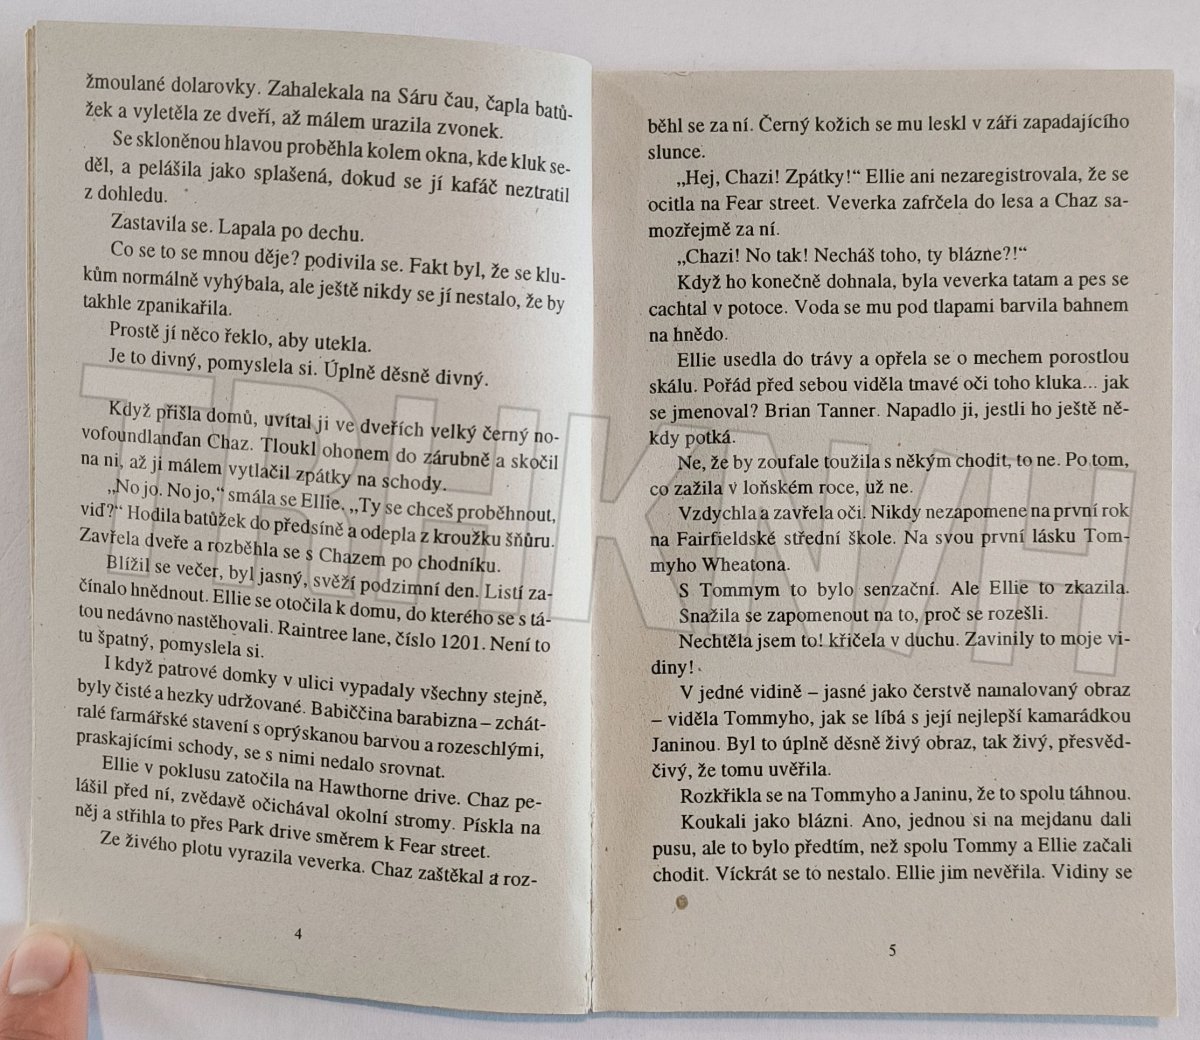 žmoulané dolarovky. Zahalekala na Sáru čau, čapla batů-
žek a vyletěla ze dveří, až málem urazila zvonek.
Se skloněnou hlavou proběhla kolem okna, kde kluk se-
děl, a pelášila jako splašená, dokud se jí kafáč neztratil
z dohledu.
Zastavila se. Lapala po dechu.
Co se to se mnou děje? podivila se. Fakt byl, že se klu-
kům normálně vyhýbala, ale ještě nikdy se jí nestalo, že by
takhle zpanikařila.
Prostě jí něco řeklo, aby utekla.
Je to divný, pomyslela si. Úplně děsně divný.
Když přišla domů, uvítal ji ve dveřích velký černý no-
vofoundlanďan Chaz. Tloukl ohonem do zárubně a skočil
na ni, až ji málem vytlačil zpátky na schody.
„No jo. No jo,“ smála se Ellie. „Ty se chceš proběhnout,
viď?“ Hodila batůžek do předsíně a odepla z kroužku šňůru.
Zavřela dveře a rozběhla se s Chazem po chodníku.
Blížil se večer, byl jasný, svěží podzimní den. Listí za-
čínalo hnědnout. Ellie se otočila k domu, do kterého se s tá-
tou nedávno nastěhovali. Raintree lane, číslo 1201. Není to
tu špatný, pomyslela si.
I když patrové domky v ulici vypadaly všechny stejně,
byly čisté a hezky udržované. Babiččina barabizna – zchát-
ralé farmářské stavení s oprýskanou barvou a rozeschlými,
praskajícími schody, se s nimi nedalo srovnat.
Ellie v poklusu zatočila na Hawthorne drive. Chaz pe-
lášil před ní, zvědavě očichával okolní stromy. Pískla na
něj a střihla to přes Park drive směrem k Fear street.
Ze živého plotu vyrazila veverka. Chaz zaštěkal a roz-
4
běhl se za ní. Černý kožich se mu leskl v záři zapadajícího
slunce.
„Hej, Chazi! Zpátky!“ Ellie ani nezaregistrovala, že se
ocitla na Fear street. Veverka zafrčela do lesa a Chaz sa-
mozřejmě za ní.
„Chazi! No tak! Necháš toho, ty blázne?!“
Když ho konečně dohnala, byla veverka tatam a pes se
cachtal v potoce. Voda se mu pod tlapami barvila bahnem
na hnědo.
Ellie usedla do trávy a opřela se o mechem porostlou
skálu. Pořád před sebou viděla tmavé oči toho kluka... jak
se jmenoval? Brian Tanner. Napadlo ji, jestli ho ještě ně-
kdy potká.
Ne, že by zoufale toužila s někým chodit, to ne. Po tom,
co zažila v loňském roce, už ne.
Vzdychla a zavřela oči. Nikdy nezapomene na první rok
na Fairfieldské střední škole. Na svou první lásku Tom-
myho Wheatona.
S Tommym to bylo senzační. Ale Ellie to zkazila.
Snažila se zapomenout na to, proč se rozešli.
Nechtěla jsem to! křičela v duchu. Zavinily to moje vi-
diny!
V jedné vidině – jasné jako čerstvě namalovaný obraz
– viděla Tommyho, jak se líbá s její nejlepší kamarádkou
Janinou. Byl to úplně děsně živý obraz, tak živý, přesvěd-
čivý, že tomu uvěřila.
Rozkřikla se na Tommyho a Janinu, že to spolu táhnou.
Koukali jako blázni. Ano, jednou si na mejdanu dali
pusu, ale to bylo předtím, než spolu Tommy a Ellie začali
chodit. Víckrát se to nestalo. Ellie jim nevěřila. Vidiny se
5
TRHKNIH